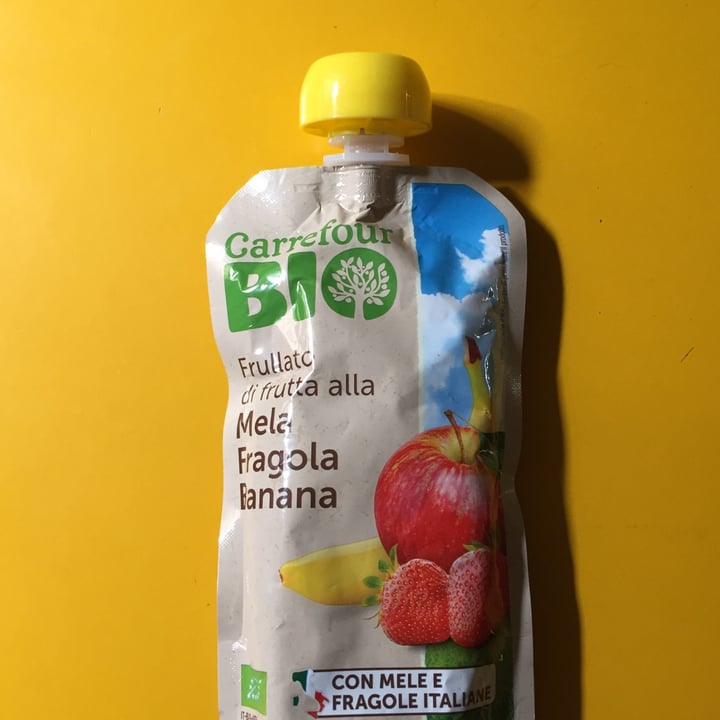 Carrefour
BIO
Frullato
di frutta alla
Mela
Fragola
Banana
CON MELE E
FRAGOLE ITALIANE